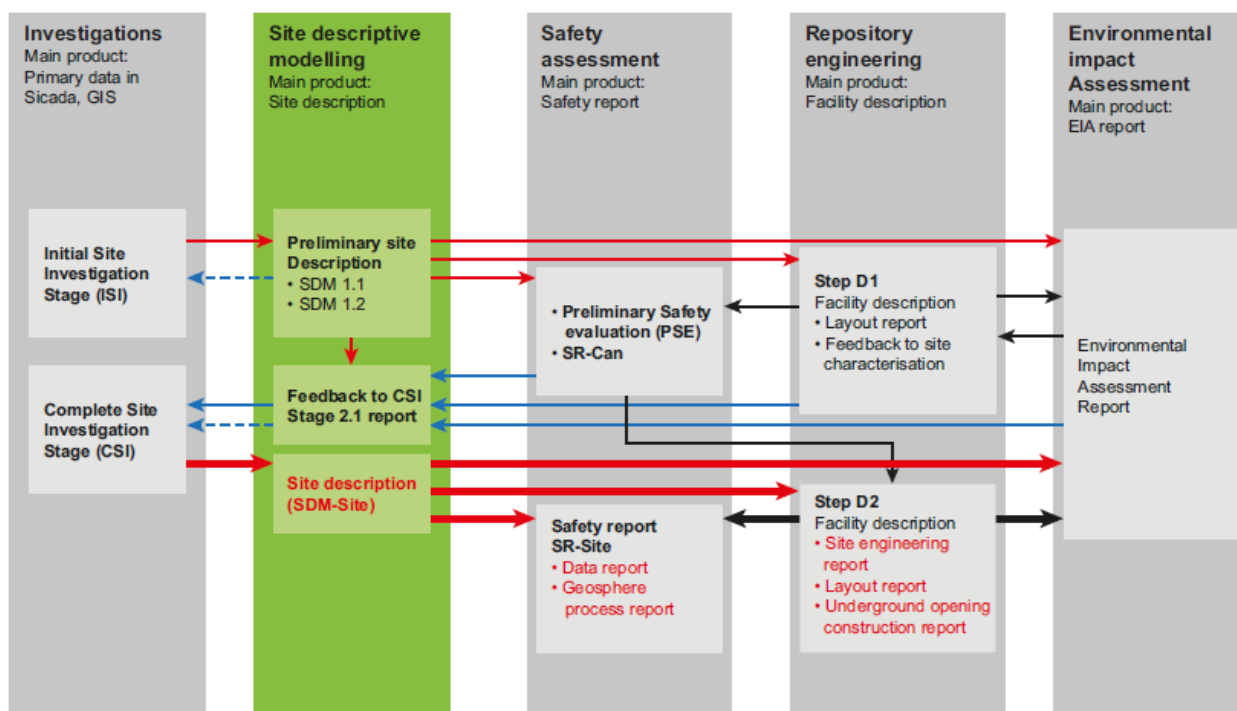 Investigations
Main product:
Primary data in
Sicada, GIS
Site descriptive
modelling
Main product:
Site description
Safety
assessment
Main product:
Safety report
Repository
engineering
Main product:
Facility description
Environmental
impact
Assessment
Main product:
EIA report
Initial Site
Investigation
Stage (ISI)
Preliminary site
Description
• SDM 1.1
• SDM 1.2
• Preliminary Safety
evaluation (PSE)
• SR-Can
Step D1
Facility description
• Layout report
• Feedback to site
characterisation
Environmental
Impact
Assessment
Report
Complete Site
Investigation
Stage (CSI)
Feedback to CSI
Stage 2.1 report
Site description
(SDM-Site)
Safety report
SR-Site
• Data report
• Geosphere
process report
Step D2
Facility description
• Site engineering
report
• Layout report
• Underground opening
construction report